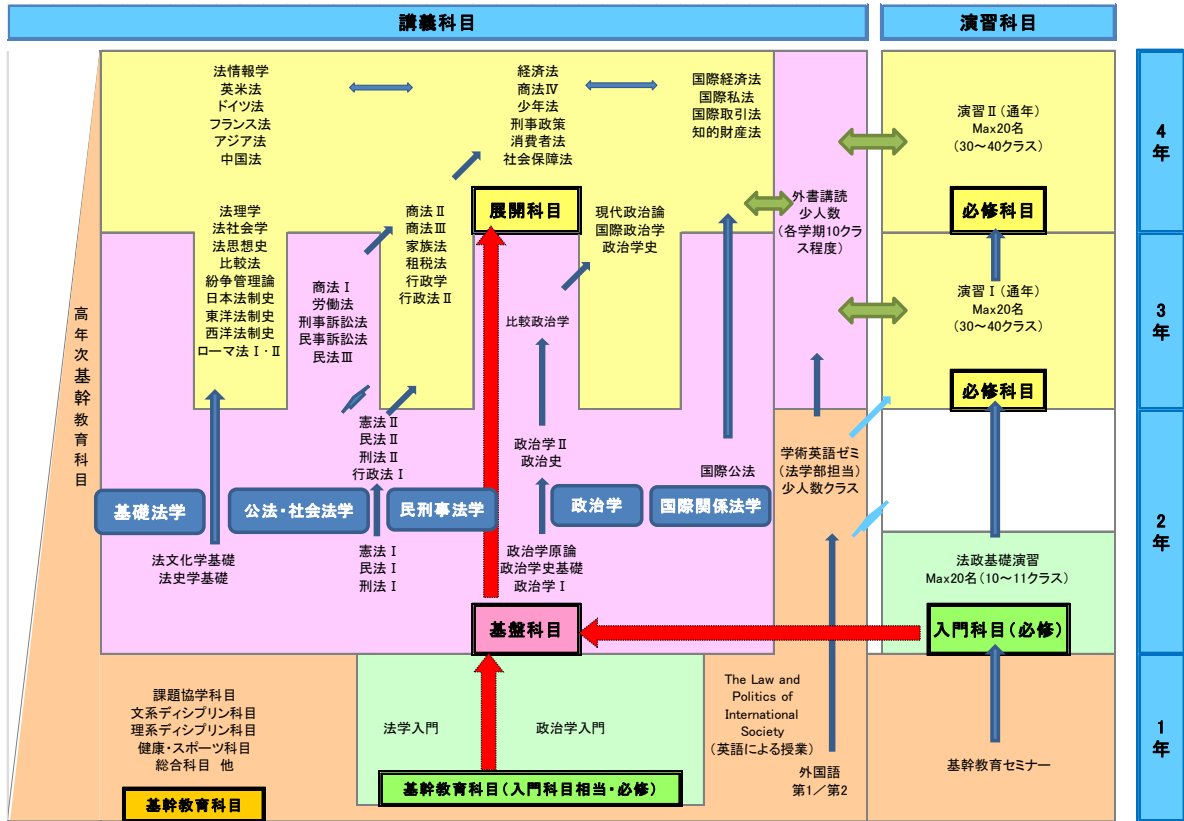 講義科目
演習科目
法情報学
英米法
ドイツ法
フランス法
アジア法
中国法
経済法
商法Ⅳ
少年法
刑事政策
消費者法
社会保障法
国際経済法
国際私法
国際取引法
知的財産法
演習Ⅱ(通年)
Max20名
(30～40クラス)
4年
法理学
法社会学
法思想史
比較法
紛争管理論
日本法制史
東洋法制史
西洋法制史
ローマ法Ⅰ・Ⅱ
商法Ⅱ
商法Ⅲ
家族法
租税法
行政学
行政法Ⅱ
展開科目
現代政治論
国際政治学
政治学史
外書講読
少人数
(各学期10クラ
ス程度)
必修科目
商法Ⅰ
労働法
刑事訴訟法
民事訴訟法
民法Ⅲ
比較政治学
演習Ⅰ(通年)
Max20名
(30～40クラス)
3年
高年次基幹教育科目
必修科目
憲法Ⅱ
民法Ⅱ
刑法Ⅱ
行政法Ⅰ
政治学Ⅱ
政治史
国際公法
学術英語ゼミ
(法学部担当)
少人数クラス
基礎法学
公法・社会法学
民刑事法学
政治学
国際関係法学
2年
法文化学基礎
法史学基礎
憲法Ⅰ
民法Ⅰ
刑法Ⅰ
政治学原論
政治学史基礎
政治学Ⅰ
法政基礎演習
Max20名(10～11クラス)
基盤科目
入門科目(必修)
課題協学科目
文系ディシプリン科目
理系ディシプリン科目
健康・スポーツ科目
総合科目 他
基幹教育科目
法学入門
政治学入門
基幹教育科目(入門科目相当・必修)
The Law and
Politics of
International
Society
(英語による授業)
外国語
第1／第2
基幹教育セミナー
1年